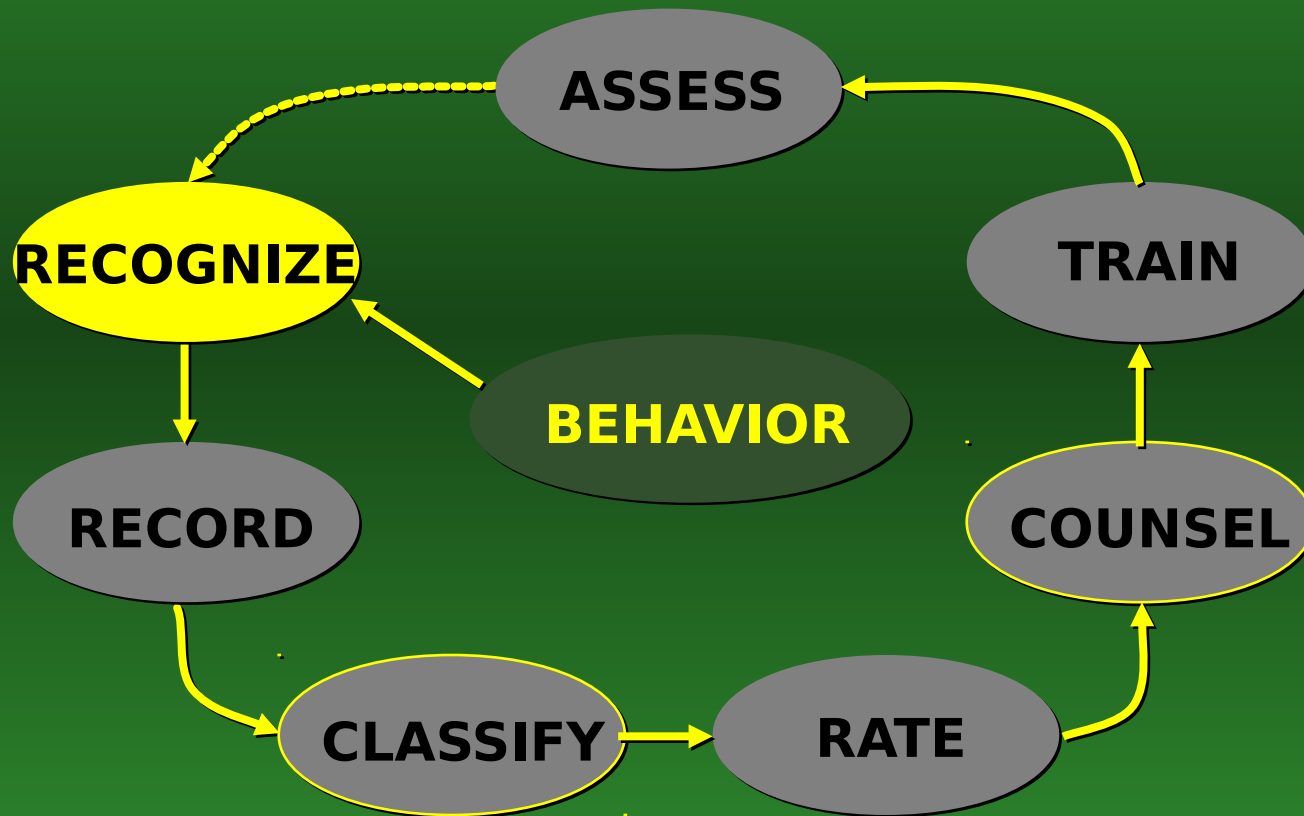 ASSESS
RECOGNIZE
TRAIN
BEHAVIOR
RECORD
COUNSEL
CLASSIFY
RATE